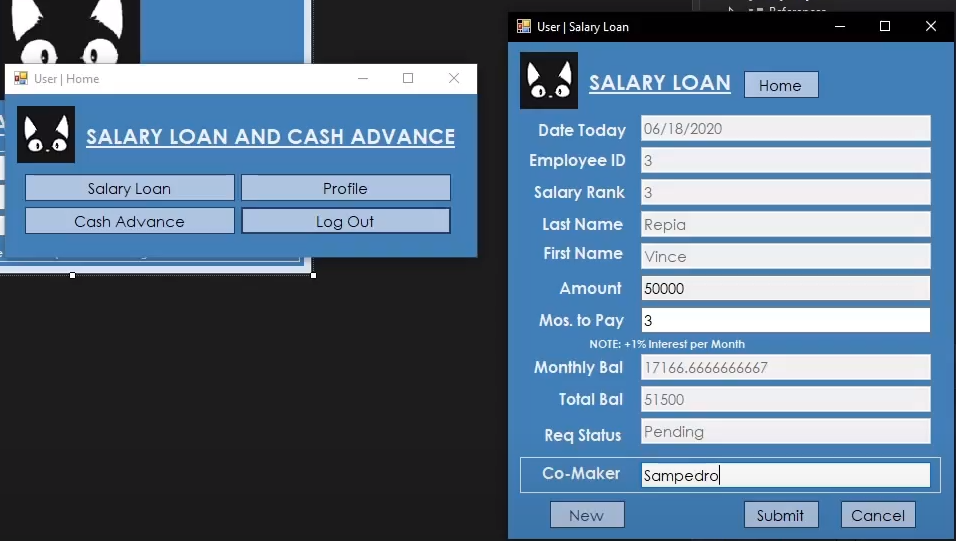 References
User | Home
SALARY LOAN AND CASH ADVANCE
Salary Loan
Profile
Cash Advance
Log Out
User | Salary Loan
SALARY LOAN
Home
Date Today 06/18/2020
Employee ID 3
Salary Rank 3
Last Name Repia
First Name Vince
Amount 50000
Mos. to Pay 3
NOTE: +1% Interest per Month
Monthly Bal 17166.6666666667
Total Bal 51500
Req Status Pending
Co-Maker Sampedro
New
Submit
Cancel